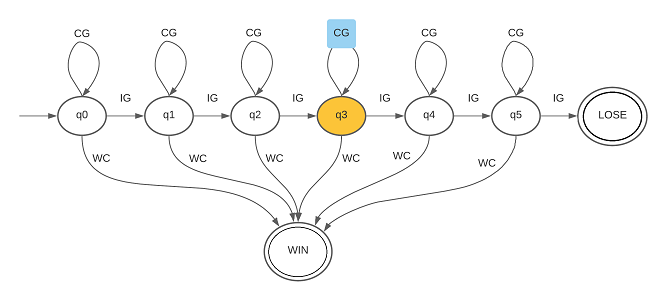 CG CG CG CG CG CG
IG IG IG IG IG IG
q0 q1 q2 q3 q4 q5 LOSE
WC WC WC WC WC WC
WIN